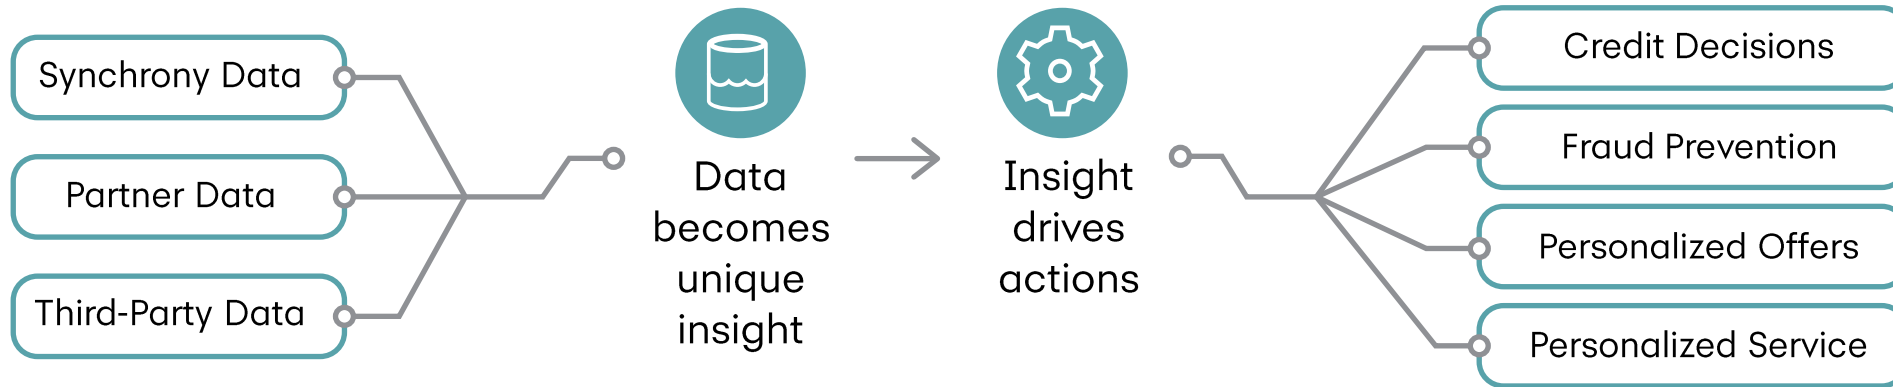 Synchrony Data
Partner Data
Third-Party Data
Data
becomes
unique
insight
Insight
drives
actions
Credit Decisions
Fraud Prevention
Personalized Offers
Personalized Service